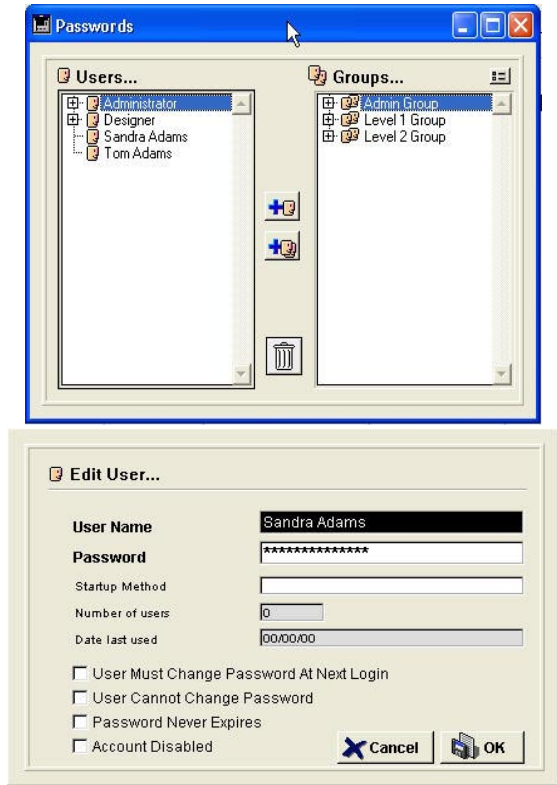 Passwords
Users...
Administrator
Designer
Sandra Adams
Tom Adams
Groups...
Admin Group
Level 1 Group
Level 2 Group
Edit User...
User Name Sandra Adams
Password **************
Startup Method
Number of users 0
Date last used 00/00/00
User Must Change Password At Next Login
User Cannot Change Password
Password Never Expires
Account Disabled
Cancel OK